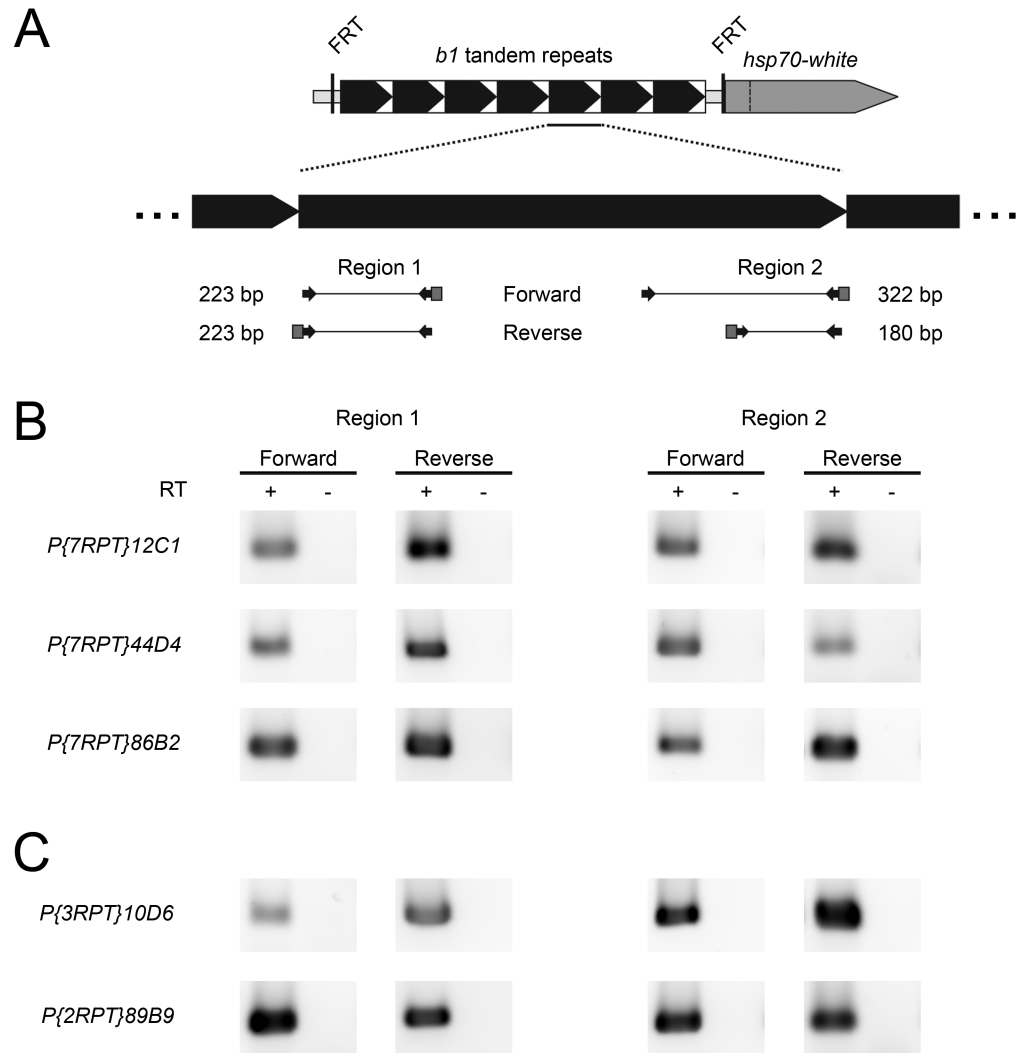 A
FRT
b1 tandem repeats
FRT
hsp70-white
...
...
Region 1
Region 2
223 bp
Forward
322 bp
223 bp
Reverse
180 bp
B
Region 1
Region 2
Forward
Reverse
Forward
Reverse
RT
+ - + - + - + -
P{7RPT}12C1
P{7RPT}44D4
P{7RPT}86B2
C
P{3RPT}10D6
P{2RPT}89B9